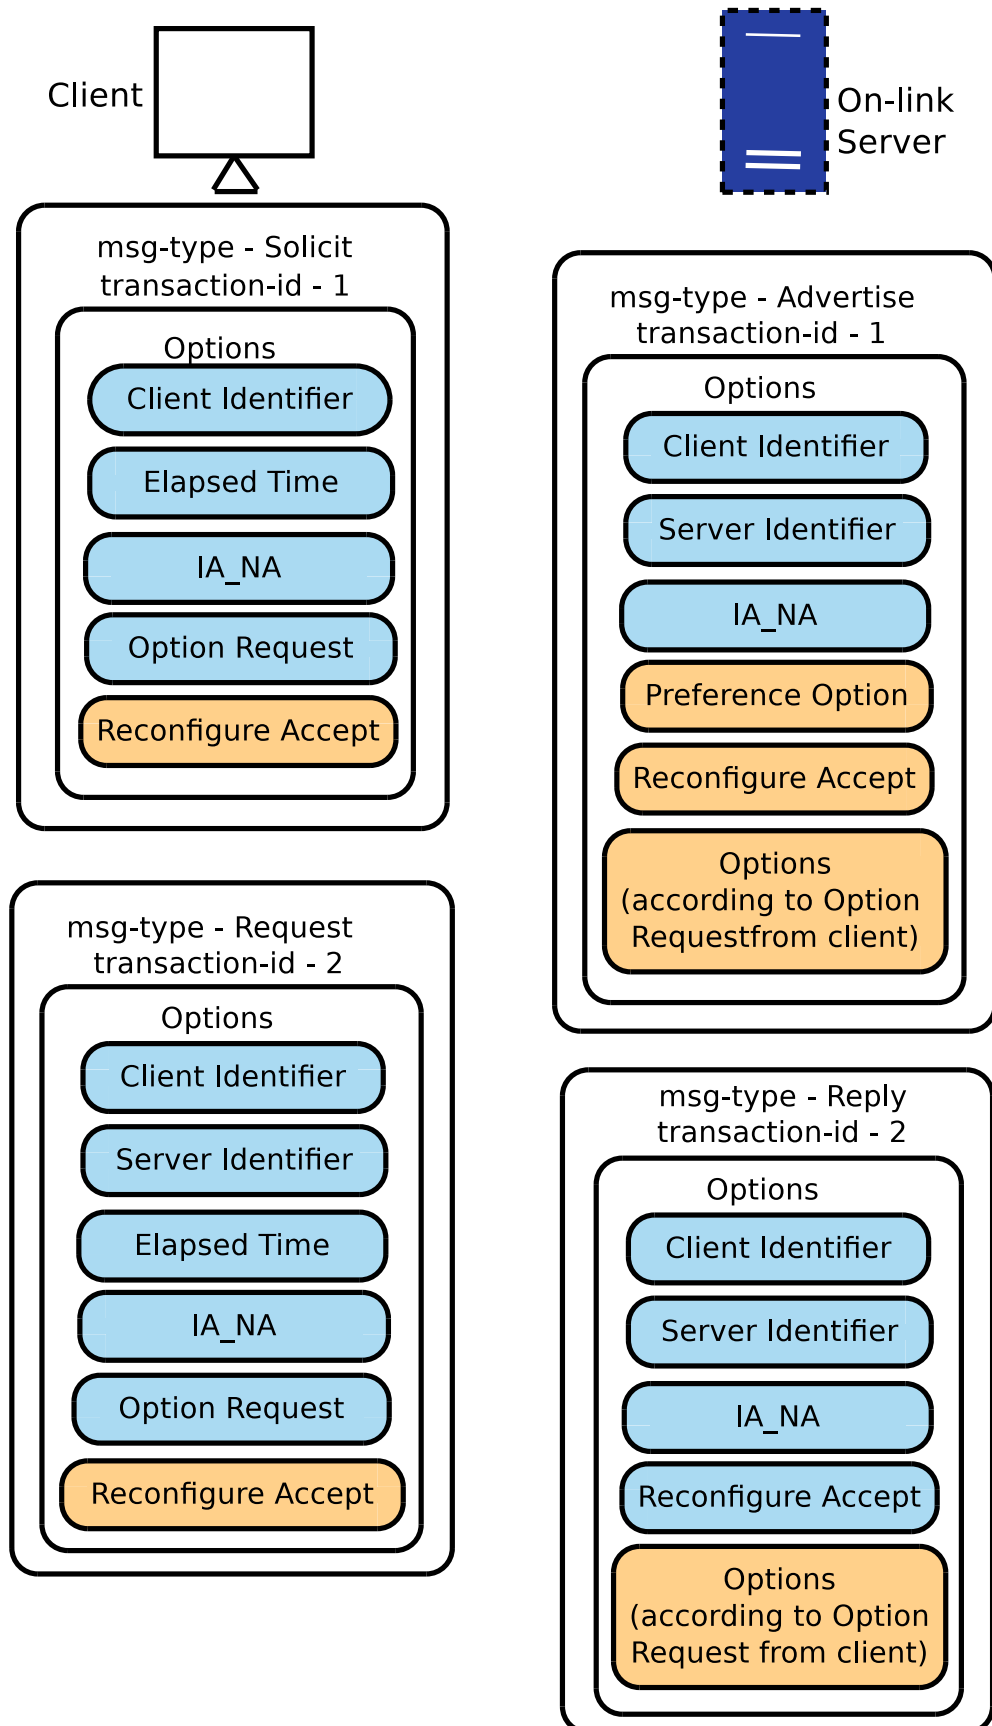 Client
On-link
Server
msg-type - Solicit
transaction-id - 1
Options
Client Identifier
Elapsed Time
IA_NA
Option Request
Reconfigure Accept
msg-type - Advertise
transaction-id - 1
Options
Client Identifier
Server Identifier
IA_NA
Preference Option
Reconfigure Accept
Options
(according to Option
Requestfrom client)
msg-type - Request
transaction-id - 2
Options
Client Identifier
Server Identifier
Elapsed Time
IA_NA
Option Request
Reconfigure Accept
msg-type - Reply
transaction-id - 2
Options
Client Identifier
Server Identifier
IA_NA
Reconfigure Accept
Options
(according to Option
Request from client)